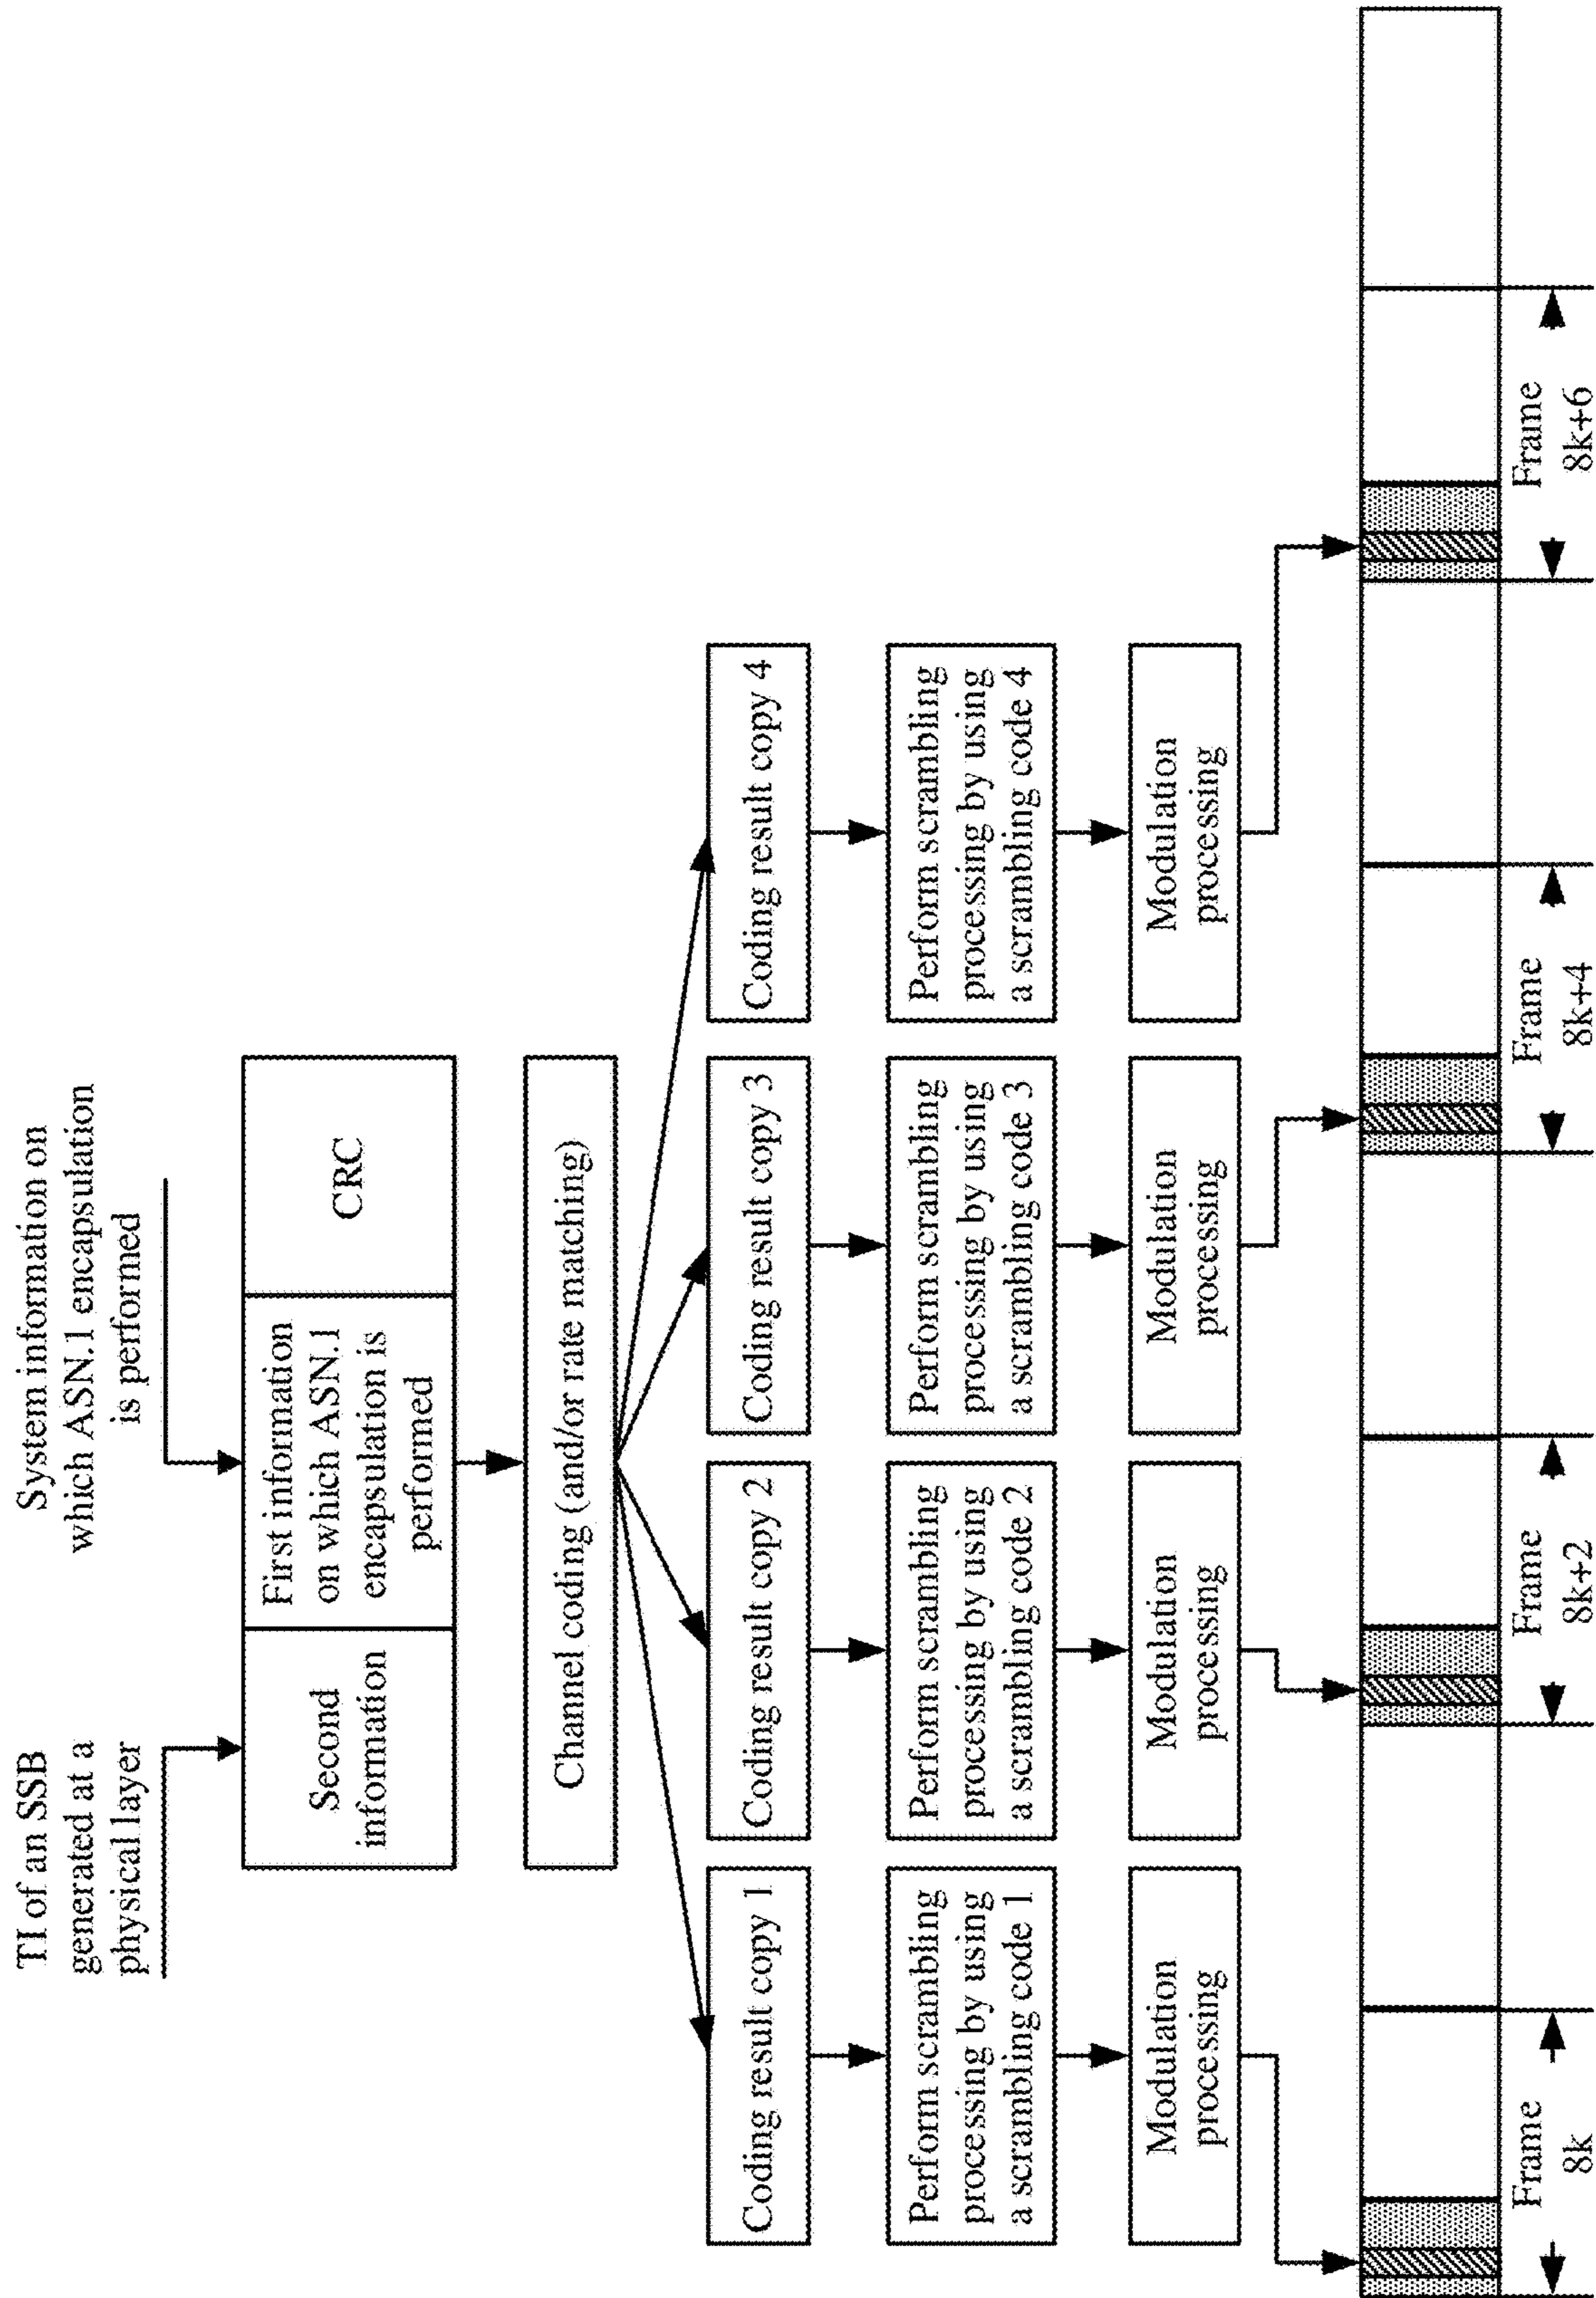 TI of an SSB
generated at a
physical layer
System information on
which ASN.1 encapsulation
is performed
Second
information
First information
on which ASN.1
encapsulation is
performed
CRC
Channel coding (and/or rate matching)
Coding result copy 1
Coding result copy 2
Coding result copy 3
Coding result copy 4
Perform scrambling
processing by using
a scrambling code 1
Perform scrambling
processing by using
a scrambling code 2
Perform scrambling
processing by using
a scrambling code 3
Perform scrambling
processing by using
a scrambling code 4
Modulation
processing
Modulation
processing
Modulation
processing
Modulation
processing
Frame
8k
Frame
8k+2
Frame
8k+4
Frame
8k+6